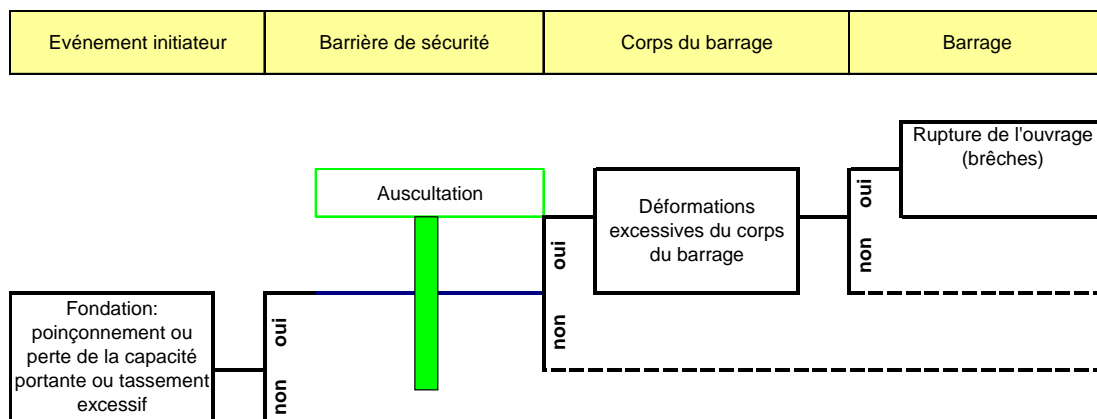 Evénement initiateur
Barrière de sécurité
Corps du barrage
Barrage
Rupture de l'ouvrage
(brêches)
Auscultation
oui
Déformations
excessives du corps
du barrage
oui
non
Fondation:
poinçonnement ou
perte de la capacité
portante ou tassement
excessif
oui
non
non